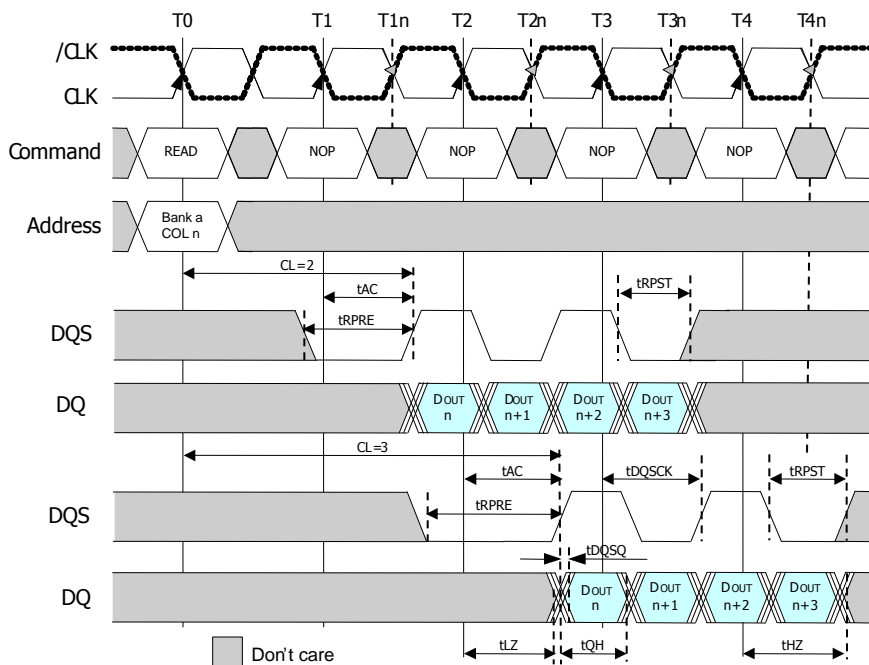 T0 T1 T1n T2 T2n T3 T3n T4 T4n
/CLK
CLK
Command READ NOP NOP NOP NOP
Address Bank a
COL n
CL=2
tAC tRPST
tRPRE
DQS
DQ DOUT n DOUT n+1 DOUT n+2 DOUT n+3
CL=3
tAC tDQSCK tRPST
tRPRE
DQS
tDQSQ
DQ DOUT n DOUT n+1 DOUT n+2 DOUT n+3
tLZ tQH tHZ
Don't care